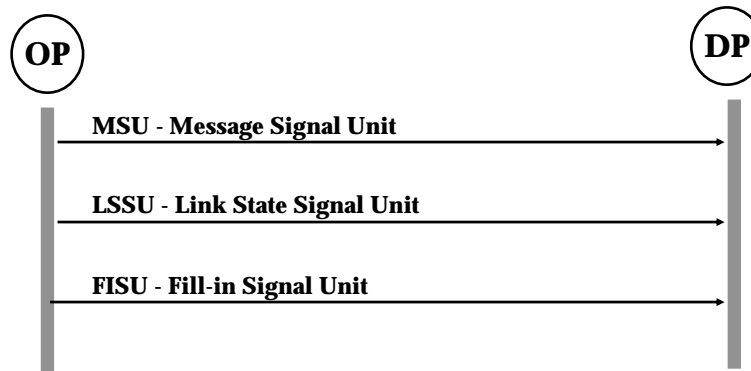 OP
DP
MSU - Message Signal Unit
LSSU - Link State Signal Unit
FISU - Fill-in Signal Unit